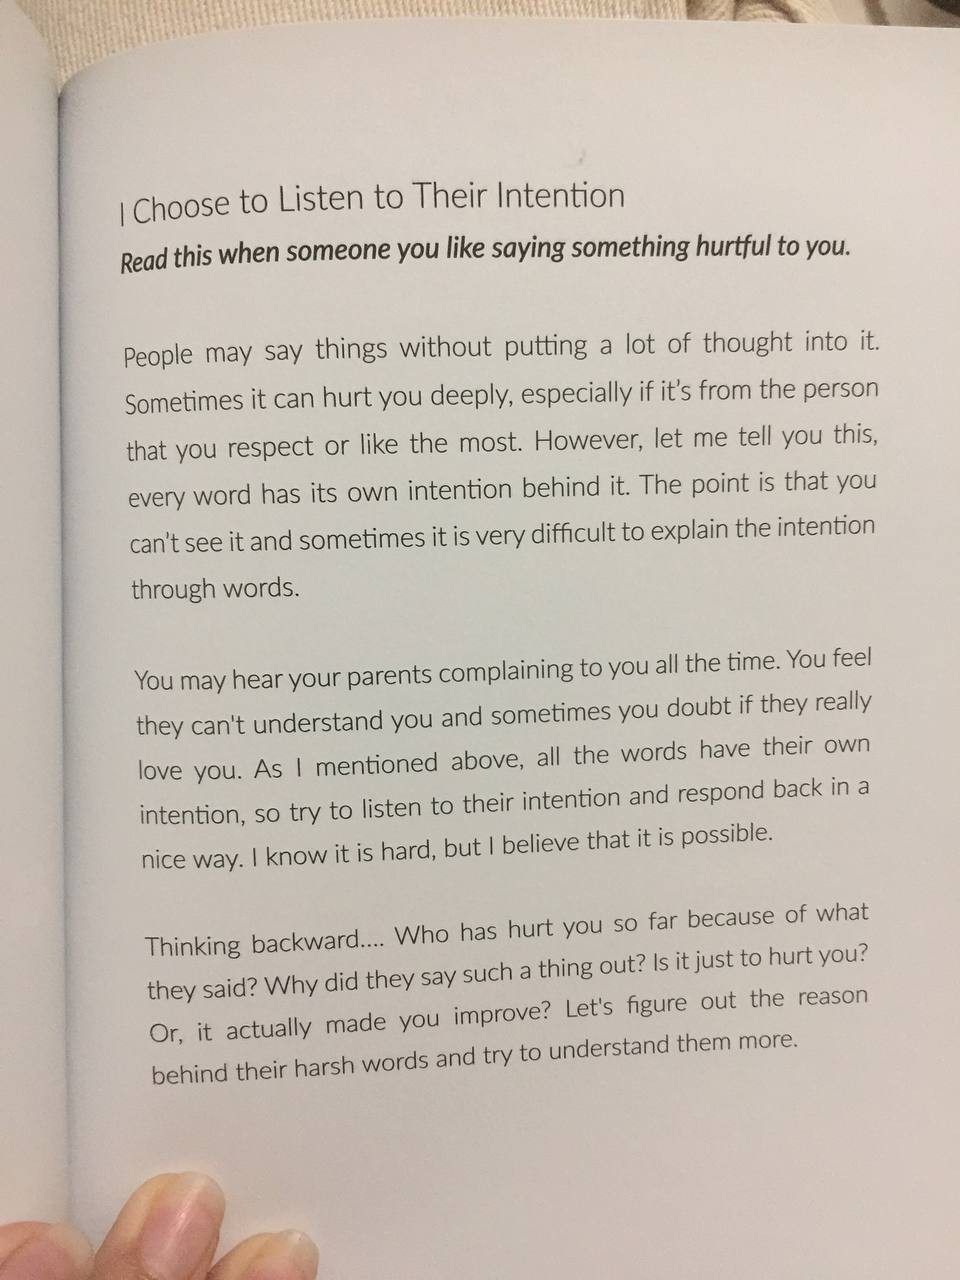 I Choose to Listen to Their Intention
Read this when someone you like saying something hurtful to you.
People may say things without putting a lot of thought into it.
Sometimes it can hurt you deeply, especially if it's from the person
that you respect or like the most. However, let me tell you this,
every word has its own intention behind it. The point is that you
can't see it and sometimes it is very difficult to explain the intention
through words.
You may hear your parents complaining to you all the time. You feel
they can't understand you and sometimes you doubt if they really
love you. As I mentioned above, all the words have their own
intention, so try to listen to their intention and respond back in a
nice way. I know it is hard, but I believe that it is possible.
Thinking backward.... Who has hurt you so far because of what
they said? Why did they say such a thing out? Is it just to hurt you?
Or, it actually made you improve? Let's figure out the reason
behind their harsh words and try to understand them more.